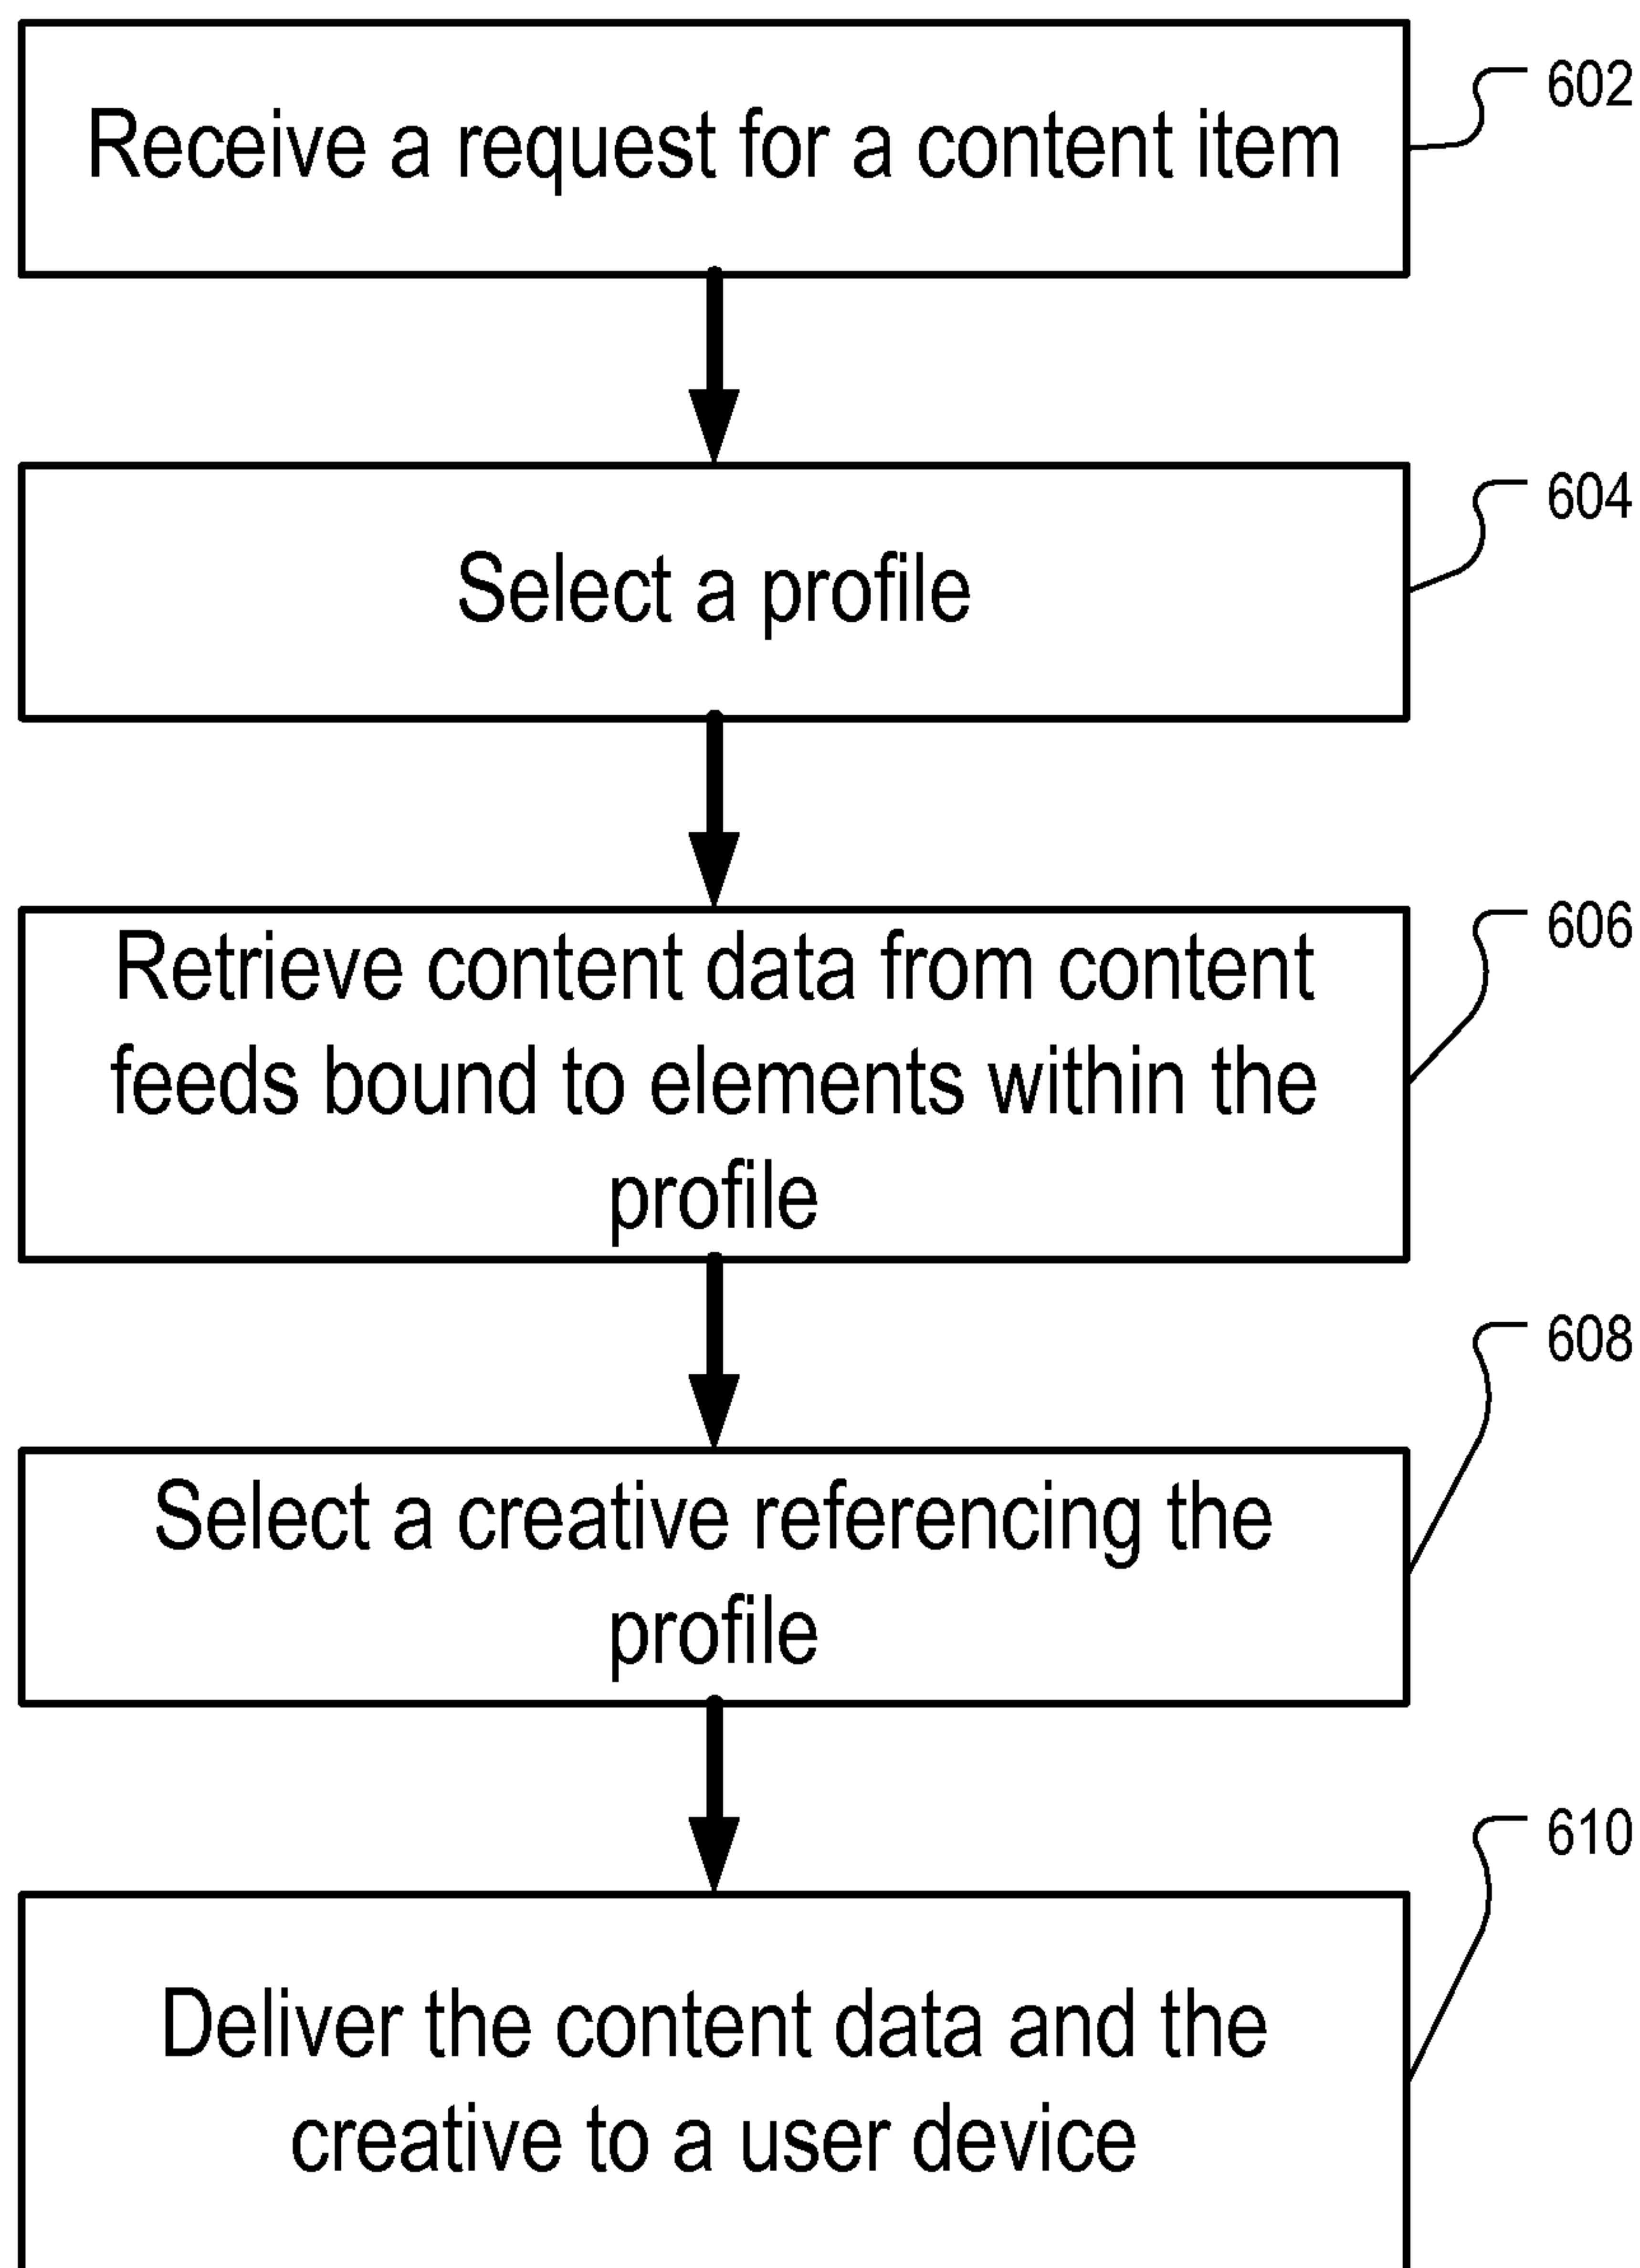 Receive a request for a content item
602
Select a profile
604
Retrieve content data from content
feeds bound to elements within the
profile
606
Select a creative referencing the
profile
608
Deliver the content data and the
creative to a user device
610